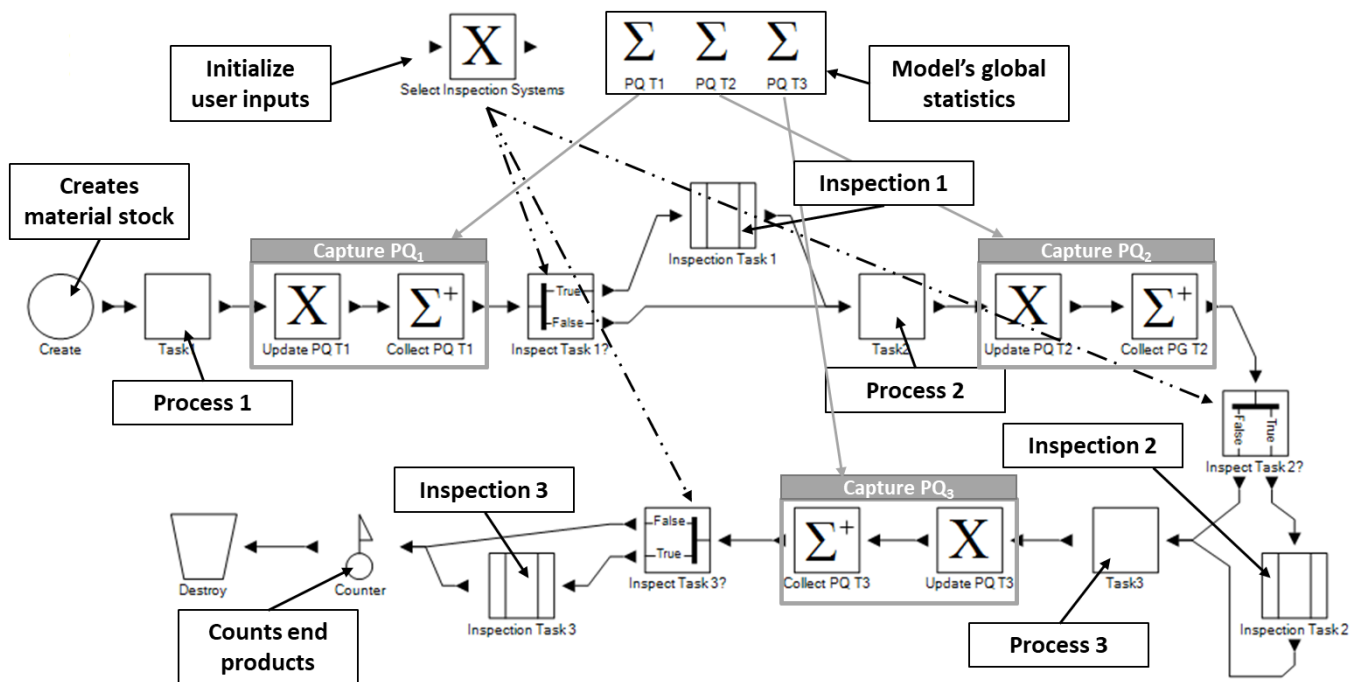 Initialize
user inputs
X
Select Inspection Systems
Σ Σ Σ
PQ T1 PQ T2 PQ T3
Model's global
statistics
Creates
material stock
Inspection 1
Capture PQ₁
Inspection Task 1
Capture PQ₂
Create
Task1
X
Update PQ T1
Σ⁺
Collect PQ T1
True
False
Inspect Task 1?
Task2
X
Update PQ T2
Σ⁺
Collect PG T2
Process 1
Process 2
False
True
Inspect Task 2?
Inspection 2
Inspection 3
Capture PQ₃
Destroy
Counter
Inspection Task 3
False
True
Inspect Task 3?
Σ⁺
Collect PQ T3
X
Update PQ T3
Task3
Inspection Task 2
Counts end
products
Process 3